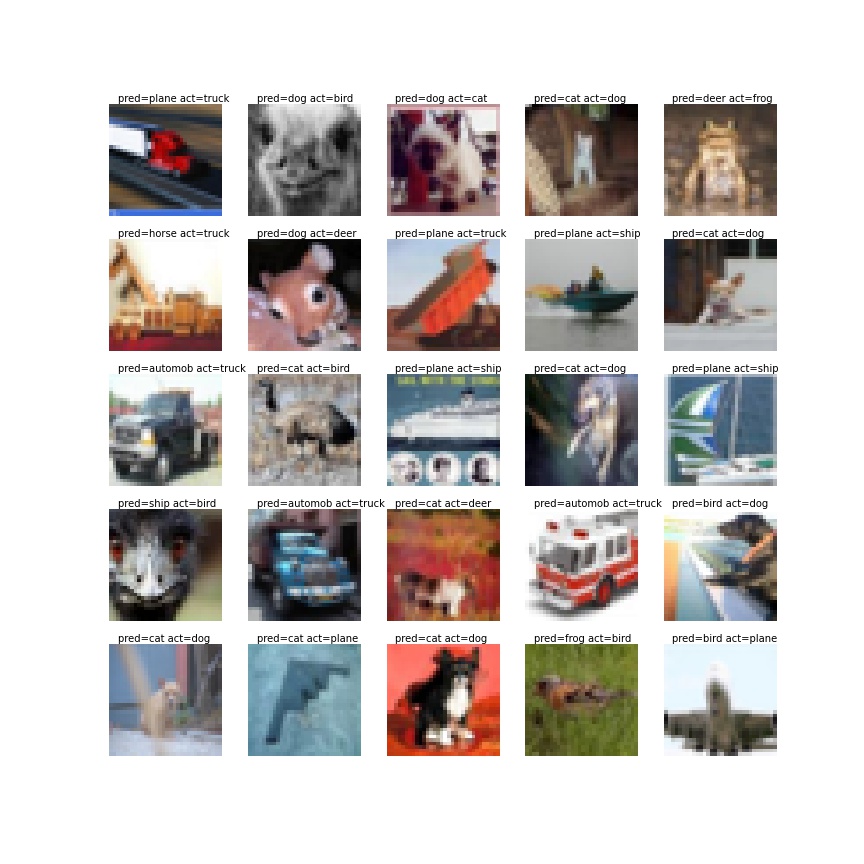 pred=plane act=truck
pred=dog act=bird
pred=dog act=cat
pred=cat act=dog
pred=deer act=frog
pred=horse act=truck
pred=dog act=deer
pred=plane act=truck
pred=plane act=ship
pred=cat act=dog
pred=automob act=truck
pred=cat act=bird
pred=plane act=ship
pred=cat act=dog
pred=plane act=ship
pred=ship act=bird
pred=automob act=truck
pred=cat act=deer
pred=automob act=truck
pred=bird act=dog
pred=cat act=dog
pred=cat act=plane
pred=cat act=dog
pred=frog act=bird
pred=bird act=plane